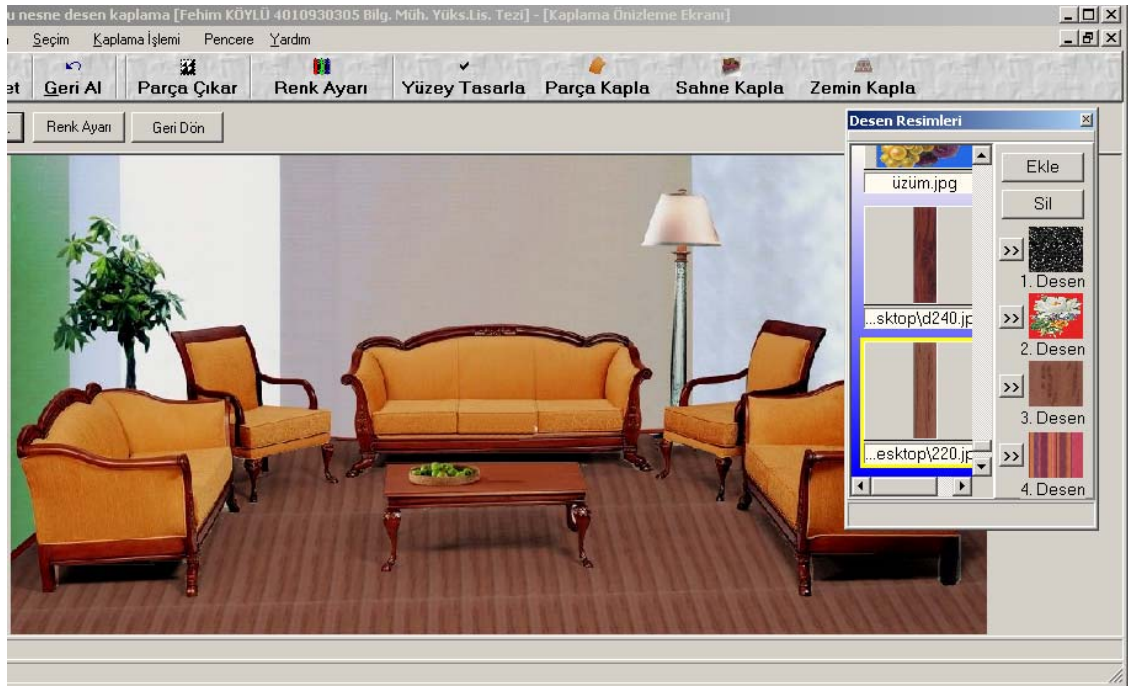 u nesne desen kaplama [Fehim KÖYLÜ 4010930305 Bilg. Müh. Yüks.Lis. Tezi] - [Kaplama Önizleme Ekranı]
Seçim Kaplama İşlemi Pencere Yardım
et Geri Al Parça Çıkar Renk Ayarı Yüzey Tasarla Parça Kapla Sahne Kapla Zemin Kapla
Renk Ayarı Geri Dön
Desen Resimleri
üzüm.jpg
...sktop\d240.jp
...esktop\220.jp
Ekle
Sil
>>
1. Desen
>>
2. Desen
>>
3. Desen
>>
4. Desen